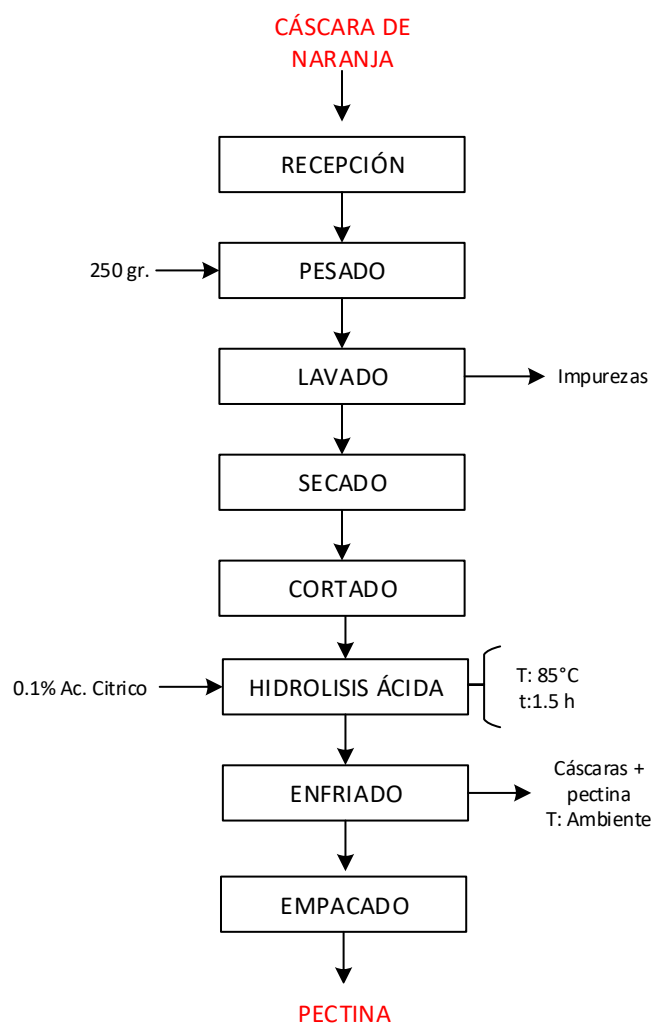 CÁSCARA DE
NARANJA
RECEPCIÓN
250 gr.
PESADO
LAVADO
Impurezas
SECADO
CORTADO
0.1% Ac. Citrico
HIDROLISIS ÁCIDA
T: 85°C
t:1.5 h
ENFRIADO
Cáscaras +
pectina
T: Ambiente
EMPACADO
PECTINA